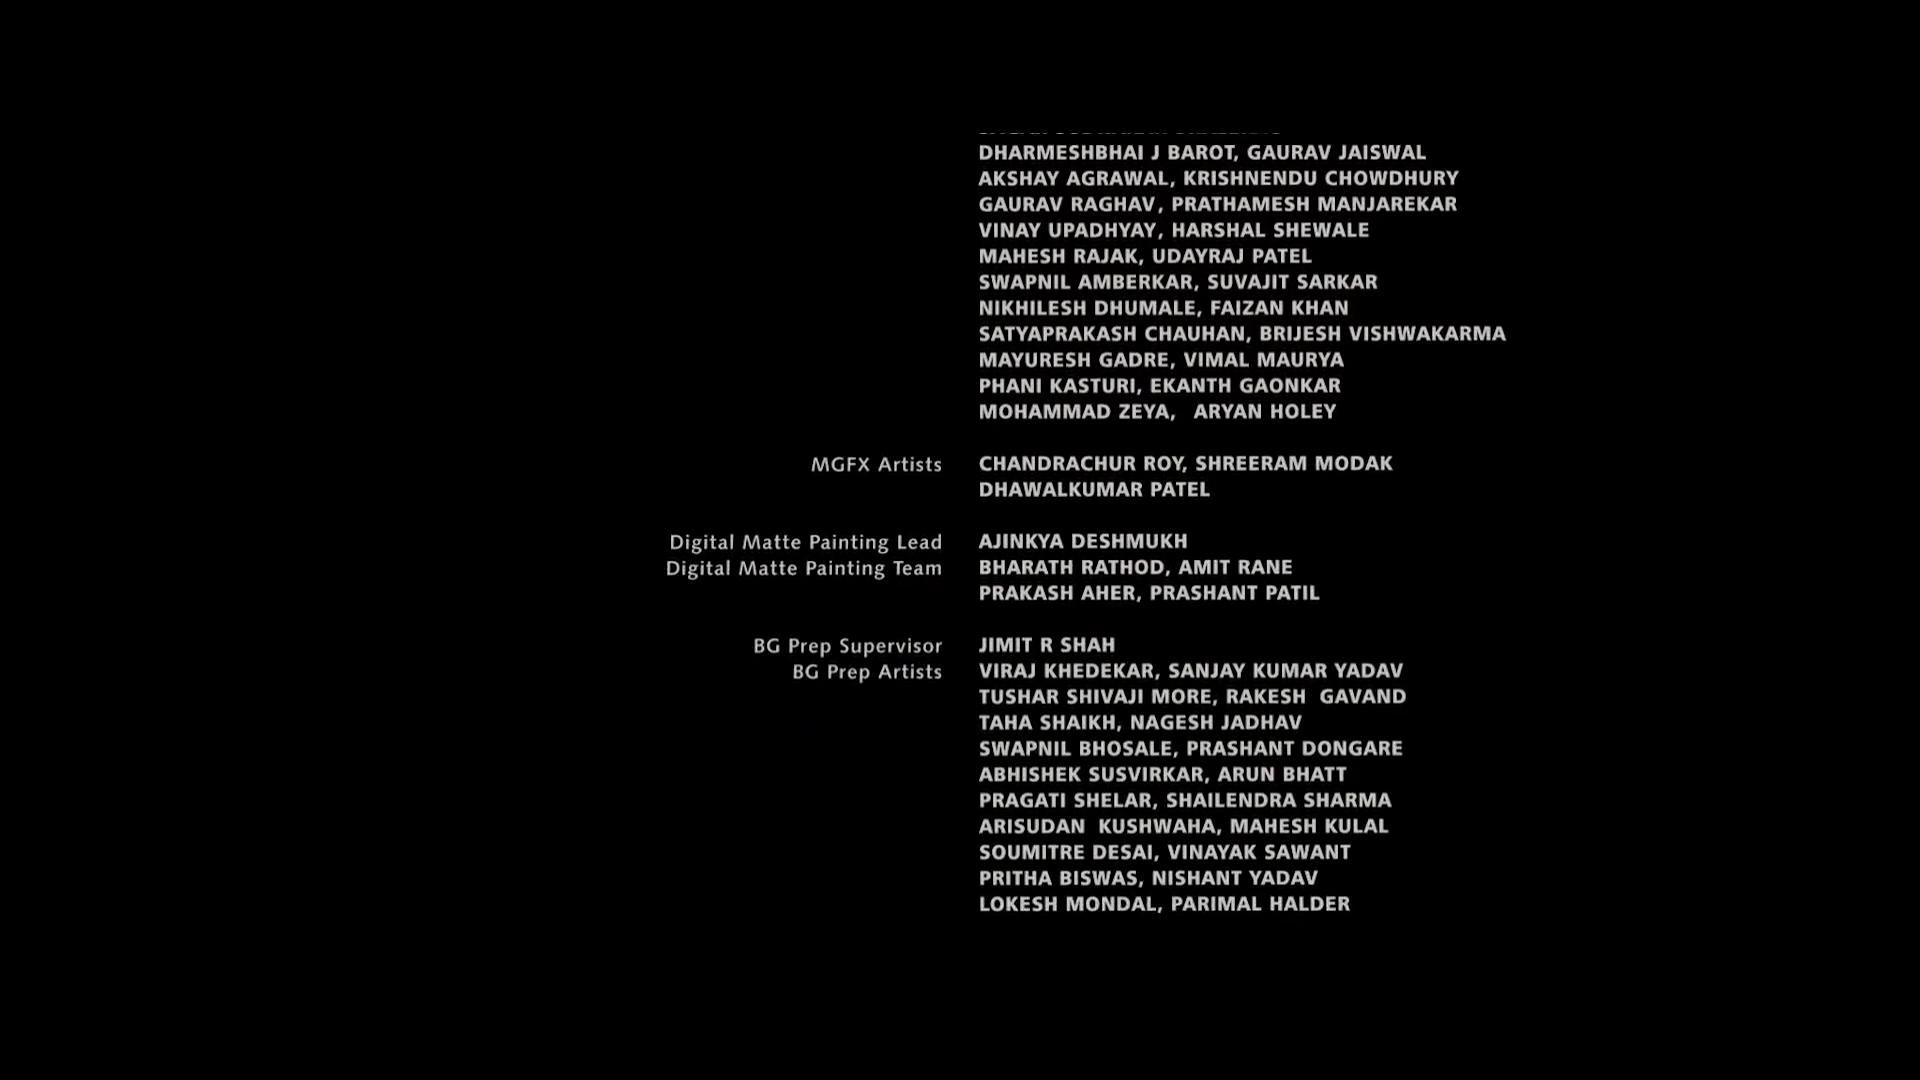 DHARMESHBHAI J BAROT, GAURAV JAISWAL
AKSHAY AGRAWAL, KRISHNENDU CHOWDHURY
GAURAV RAGHAV, PRATHAMESH MANJAREKAR
VINAY UPADHYAY, HARSHAL SHEWALE
MAHESH RAJAK, UDAYRAJ PATEL
SWAPNIL AMBERKAR, SUVAJIT SARKAR
NIKHILESH DHUMALE, FAIZAN KHAN
SATYAPRAKASH CHAUHAN, BRIJESH VISHWAKARMA
MAYURESH GADRE, VIMAL MAURYA
PHANI KASTURI, EKANTH GAONKAR
MOHAMMAD ZEYA, ARYAN HOLEY
MGFX Artists CHANDRACHUR ROY, SHREERAM MODAK
DHAWALKUMAR PATEL
Digital Matte Painting Lead AJINKYA DESHMUKH
Digital Matte Painting Team BHARATH RATHOD, AMIT RANE
PRAKASH AHER, PRASHANT PATIL
BG Prep Supervisor JIMIT R SHAH
BG Prep Artists VIRAJ KHEDEKAR, SANJAY KUMAR YADAV
TUSHAR SHIVAJI MORE, RAKESH GAVAND
TAHA SHAIKH, NAGESH JADHAV
SWAPNIL BHOSALE, PRASHANT DONGARE
ABHISHEK SUSVIRKAR, ARUN BHATT
PRAGATI SHELAR, SHAILENDRA SHARMA
ARISUDAN KUSHWAHA, MAHESH KULAL
SOUMITRE DESAI, VINAYAK SAWANT
PRITHA BISWAS, NISHANT YADAV
LOKESH MONDAL, PARIMAL HALDER